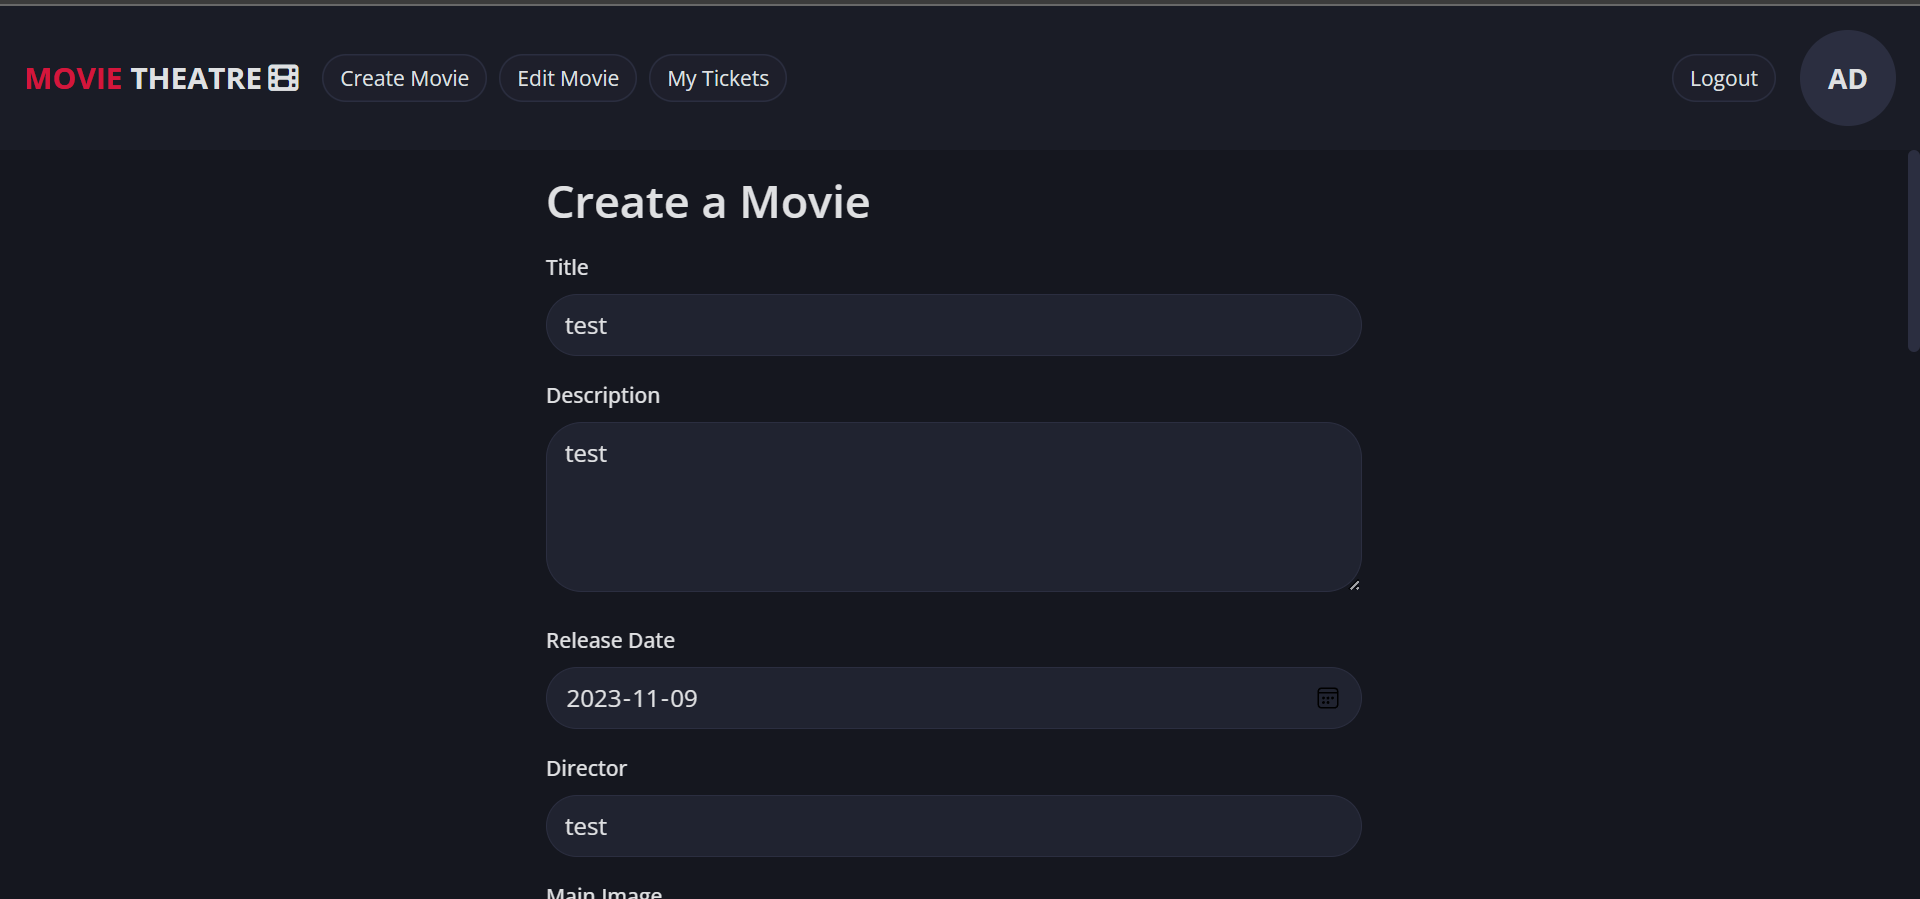 MOVIE THEATRE Create Movie Edit Movie My Tickets Logout AD
Create a Movie
Title
test
Description
test
Release Date
2023-11-09
Director
test
Main Image